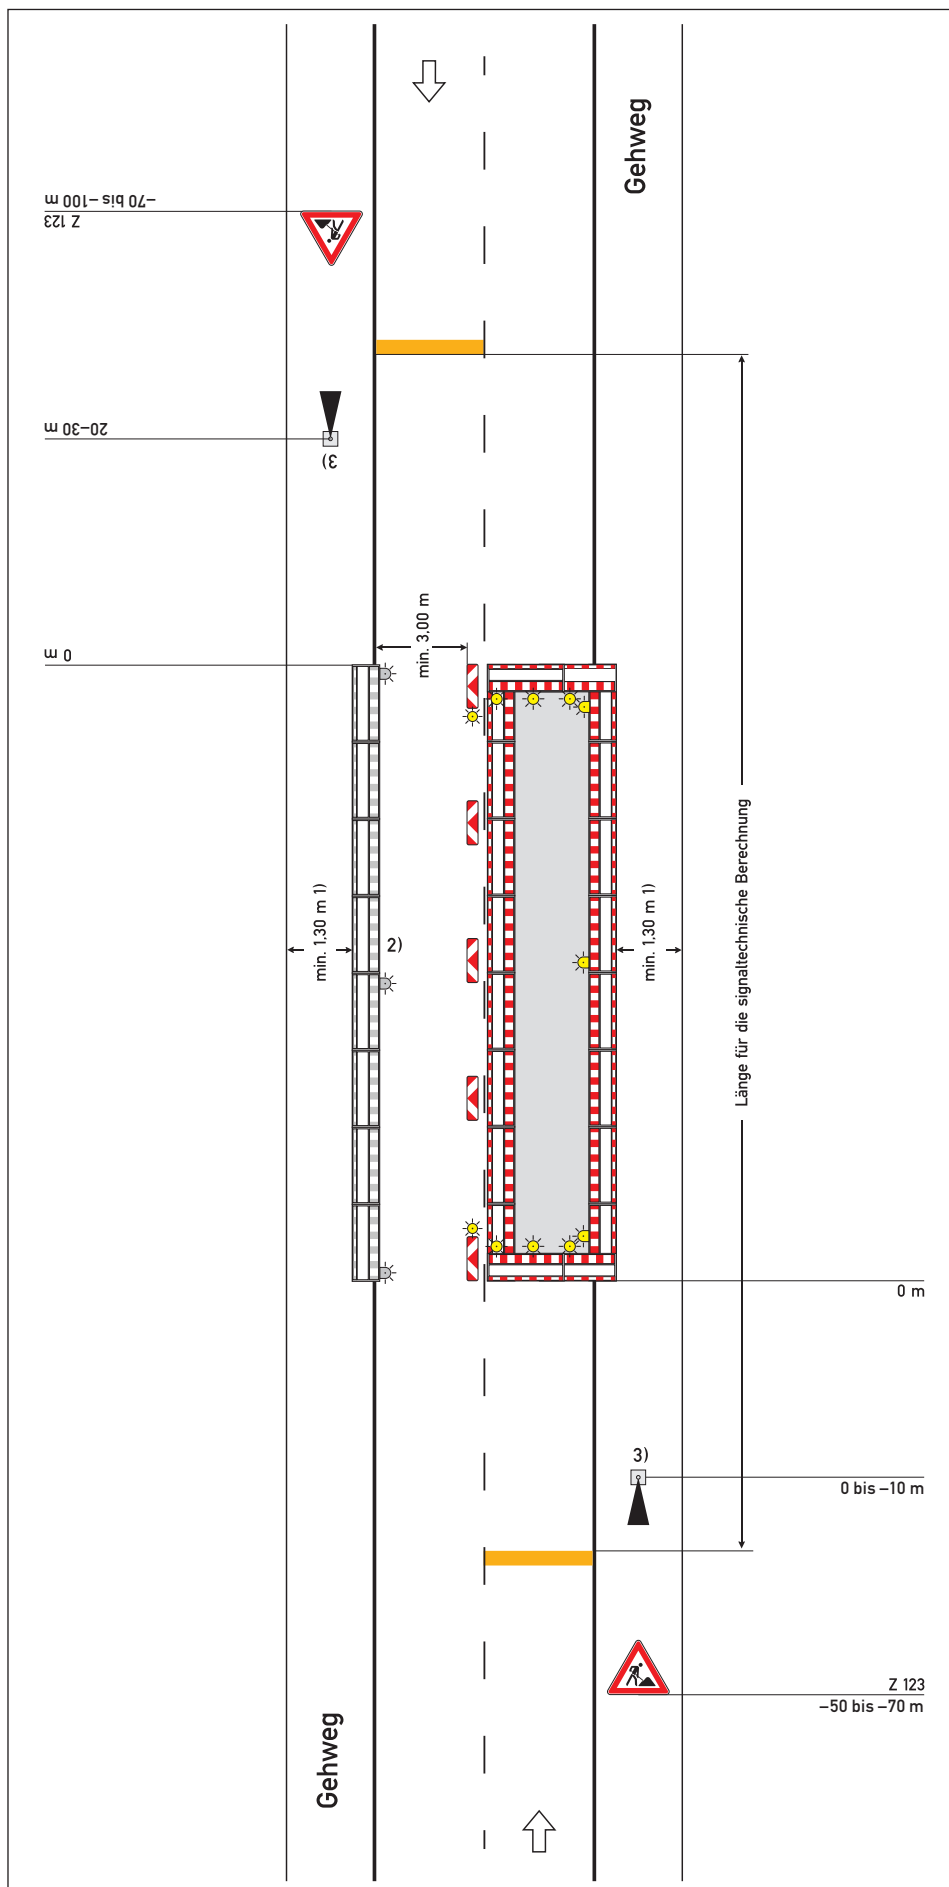 Gehweg
–70 bis –100 m
Z 123
20–30 m
3)
min. 3.00 m
0 m
Länge für die signaltechnische Berechnung
min. 1.30 m 1)
2)
min. 1.30 m 1)
0 m
3)
0 bis –10 m
Z 123
–50 bis –70 m
Gehweg